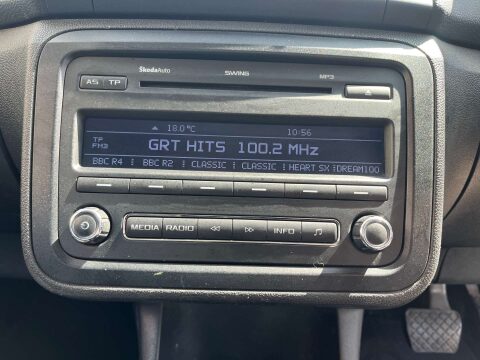 ŠkodaAuto SWING MP3
AS TP
18.0°C 10:56
TP
FM3
GRT HITS 100.2 MHz
BBC R4 BBC R2 CLASSIC CLASSIC HEART SX DREAM100
MEDIA RADIO INFO